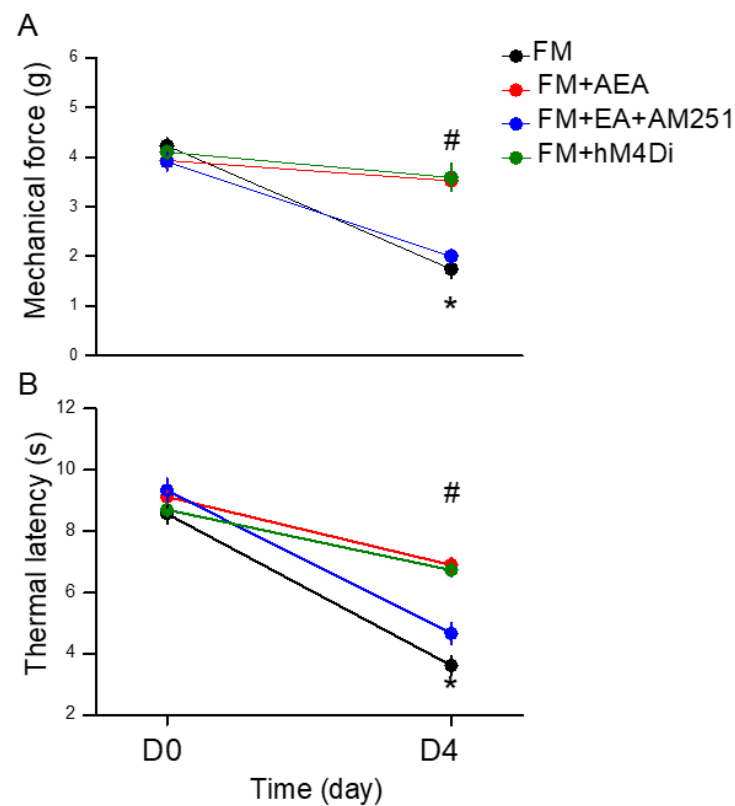 A
Mechanical force (g)
6
5
4
3
2
1
0
#
*
FM
FM+AEA
FM+EA+AM251
FM+hM4Di
B
Thermal latency (s)
12
10
8
6
4
2
#
*
D0
D4
Time (day)